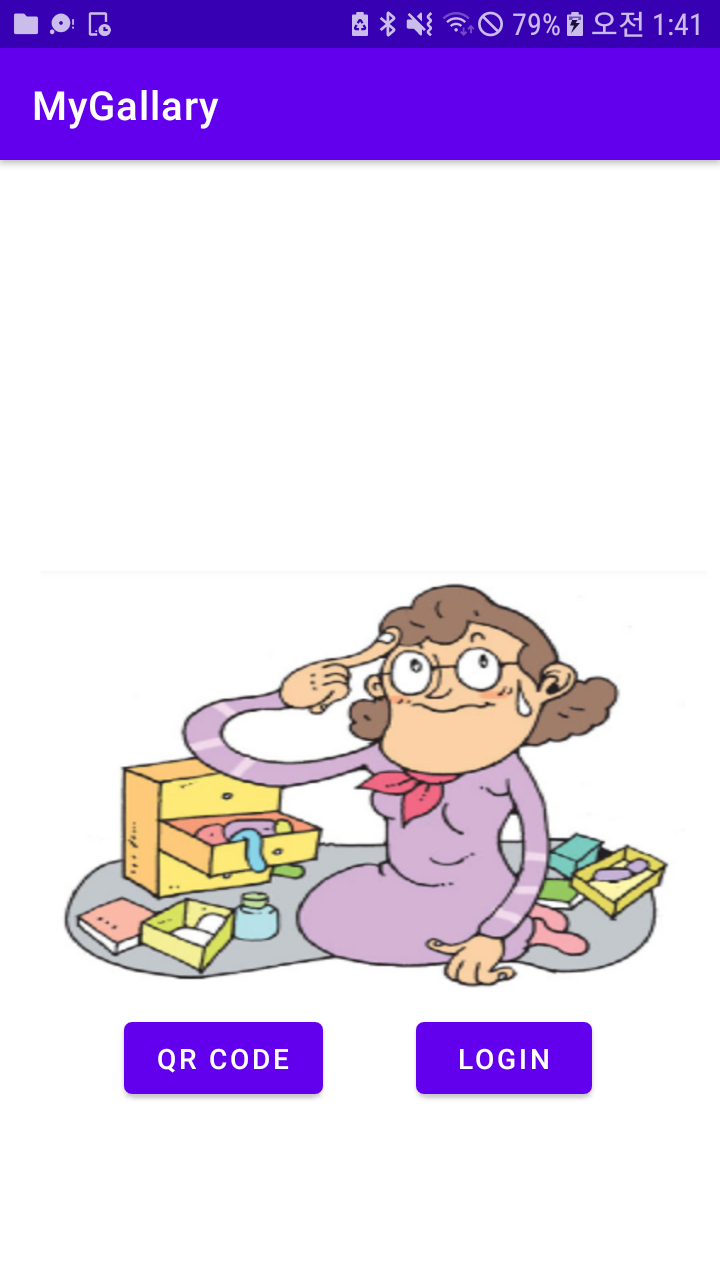 79% 오전 1:41
MyGallary
QR CODE
LOGIN